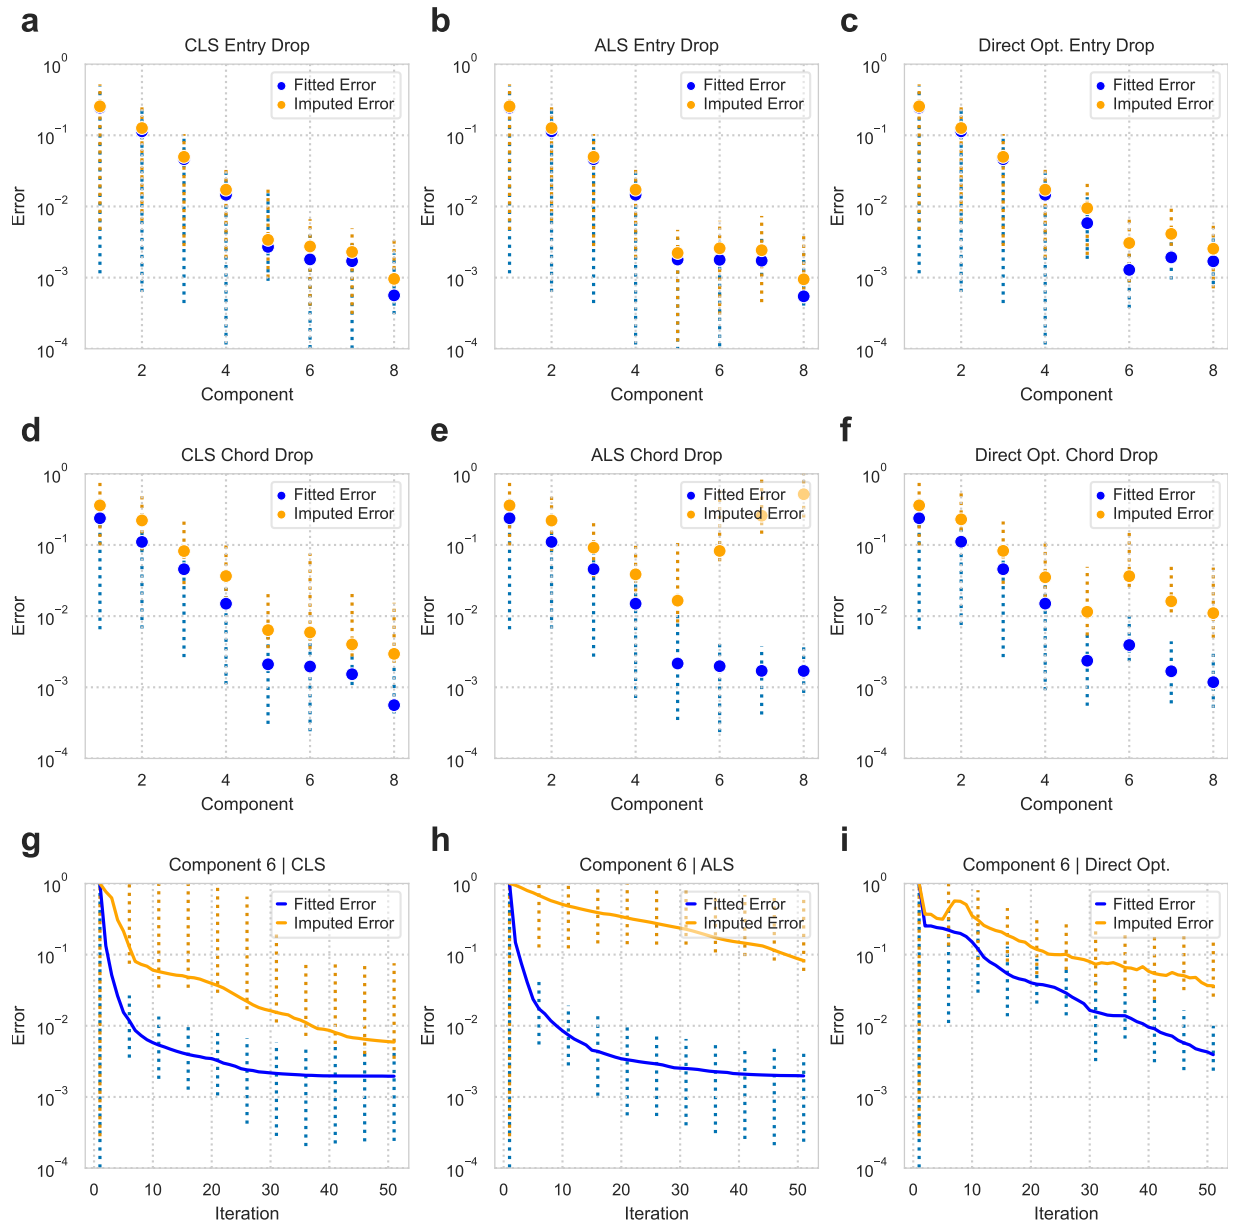 a
CLS Entry Drop
10^0
10^−1
10^−2
10^−3
10^−4
Error
2
4
6
8
Component
Fitted Error
Imputed Error
b
ALS Entry Drop
10^0
10^−1
10^−2
10^−3
10^−4
Error
2
4
6
8
Component
Fitted Error
Imputed Error
c
Direct Opt. Entry Drop
10^0
10^−1
10^−2
10^−3
10^−4
Error
2
4
6
8
Component
Fitted Error
Imputed Error
d
CLS Chord Drop
10^0
10^−1
10^−2
10^−3
10^−4
Error
2
4
6
8
Component
Fitted Error
Imputed Error
e
ALS Chord Drop
10^0
10^−1
10^−2
10^−3
10^−4
Error
2
4
6
8
Component
Fitted Error
Imputed Error
f
Direct Opt. Chord Drop
10^0
10^−1
10^−2
10^−3
10^−4
Error
2
4
6
8
Component
Fitted Error
Imputed Error
g
Component 6 | CLS
10^0
10^−1
10^−2
10^−3
10^−4
Error
0
10
20
30
40
50
Iteration
Fitted Error
Imputed Error
h
Component 6 | ALS
10^0
10^−1
10^−2
10^−3
10^−4
Error
0
10
20
30
40
50
Iteration
Fitted Error
Imputed Error
i
Component 6 | Direct Opt.
10^0
10^−1
10^−2
10^−3
10^−4
Error
0
10
20
30
40
50
Iteration
Fitted Error
Imputed Error